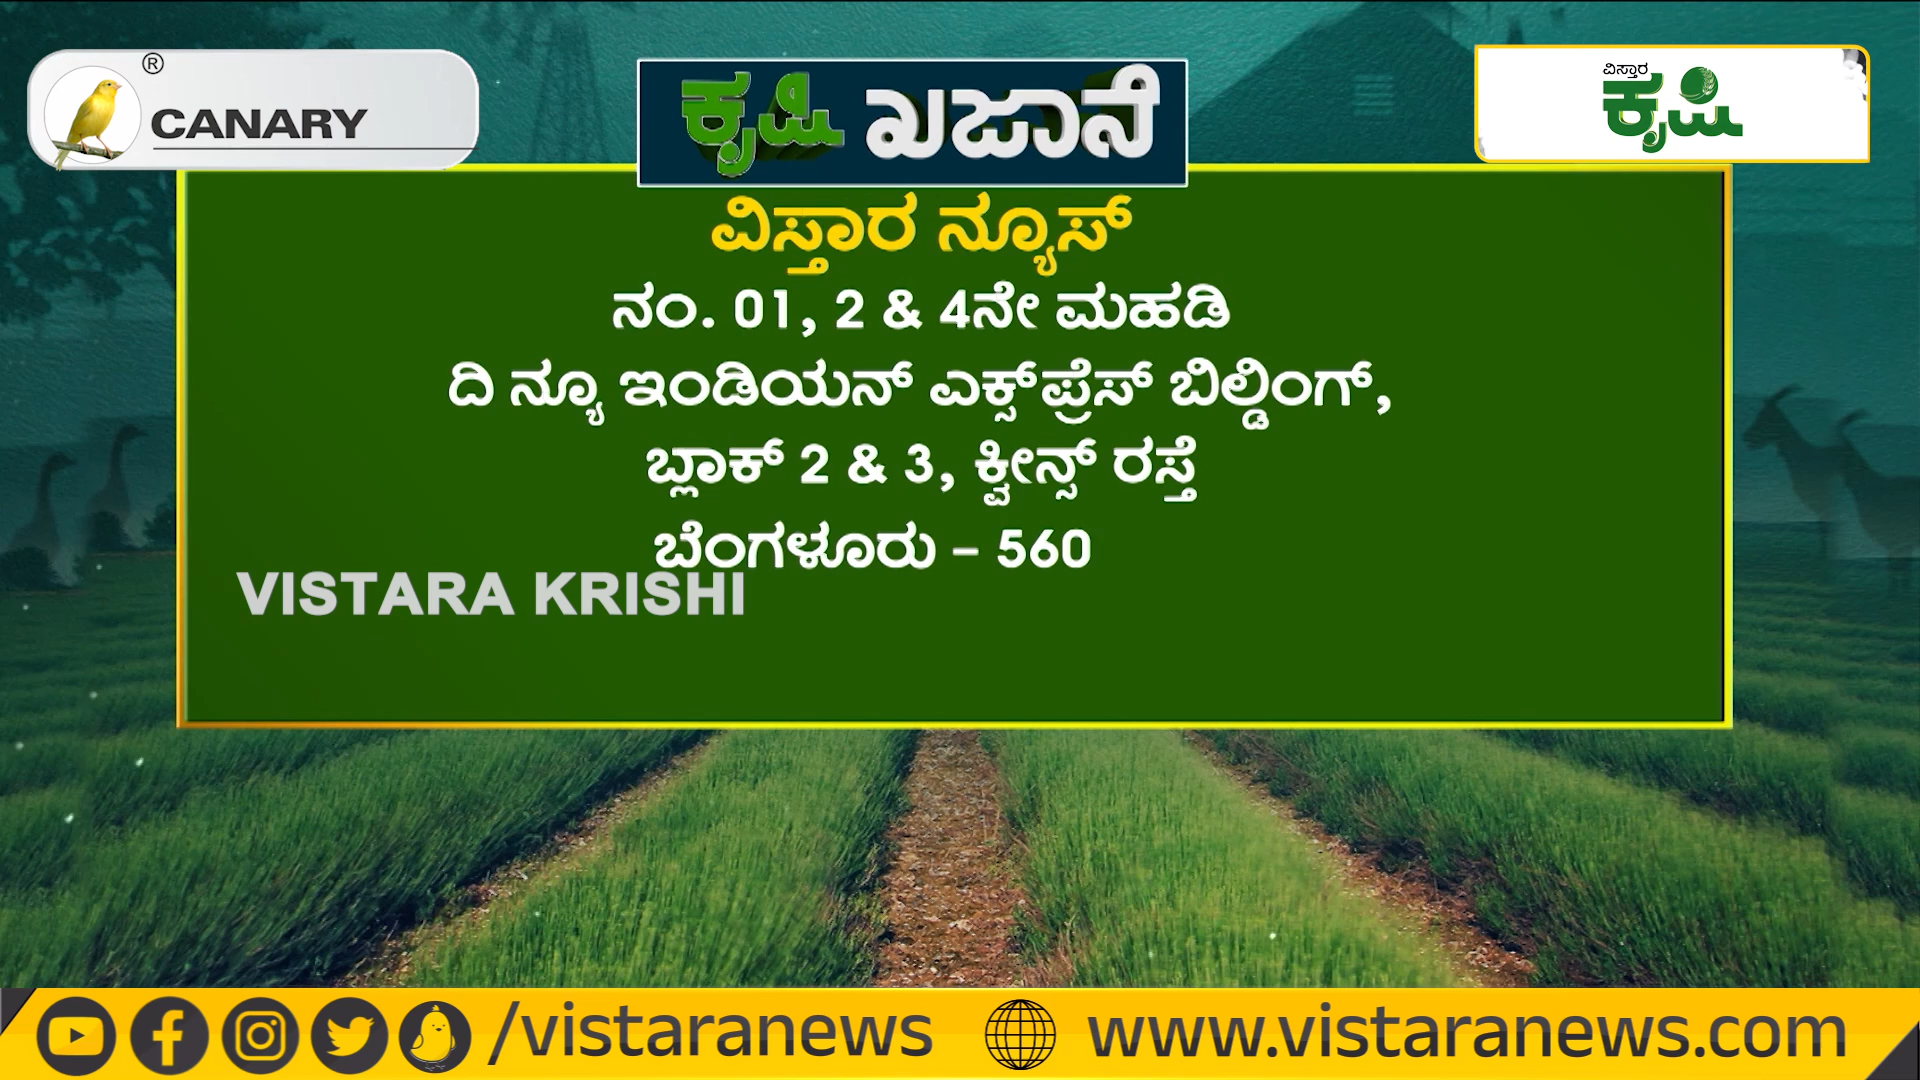 ®
CANARY
ಕೃಷಿ ಖಜಾನೆ
ವಿಸ್ತಾರ
ಕೃಷಿ
ವಿಸ್ತಾರ ನ್ಯೂಸ್
ನಂ. 01, 2 & 4ನೇ ಮಹಡಿ
ದಿ ನ್ಯೂ ಇಂಡಿಯನ್ ಎಕ್ಸ್‌ಪ್ರೆಸ್ ಬಿಲ್ಡಿಂಗ್,
ಬ್ಲಾಕ್ 2 & 3, ಕ್ವೀನ್ಸ್ ರಸ್ತೆ
ಬೆಂಗಳೂರು – 560
VISTARA KRISHI
/vistaranews www.vistaranews.com